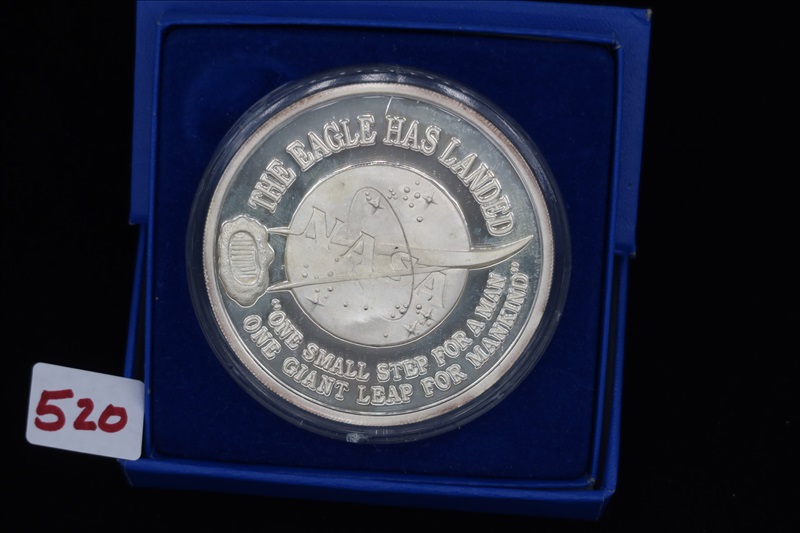 THE EAGLE HAS LANDED
NASA
"ONE SMALL STEP FOR A MAN
ONE GIANT LEAP FOR MANKIND"
520